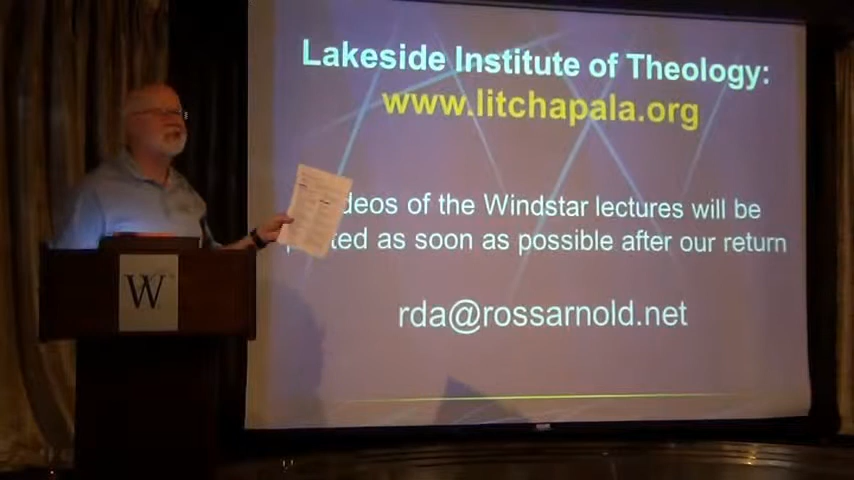 Lakeside Institute of Theology:
www.litchapala.org
of the Windstar lectures will be
as soon as possible after our return
rda@rossarnold.net
W